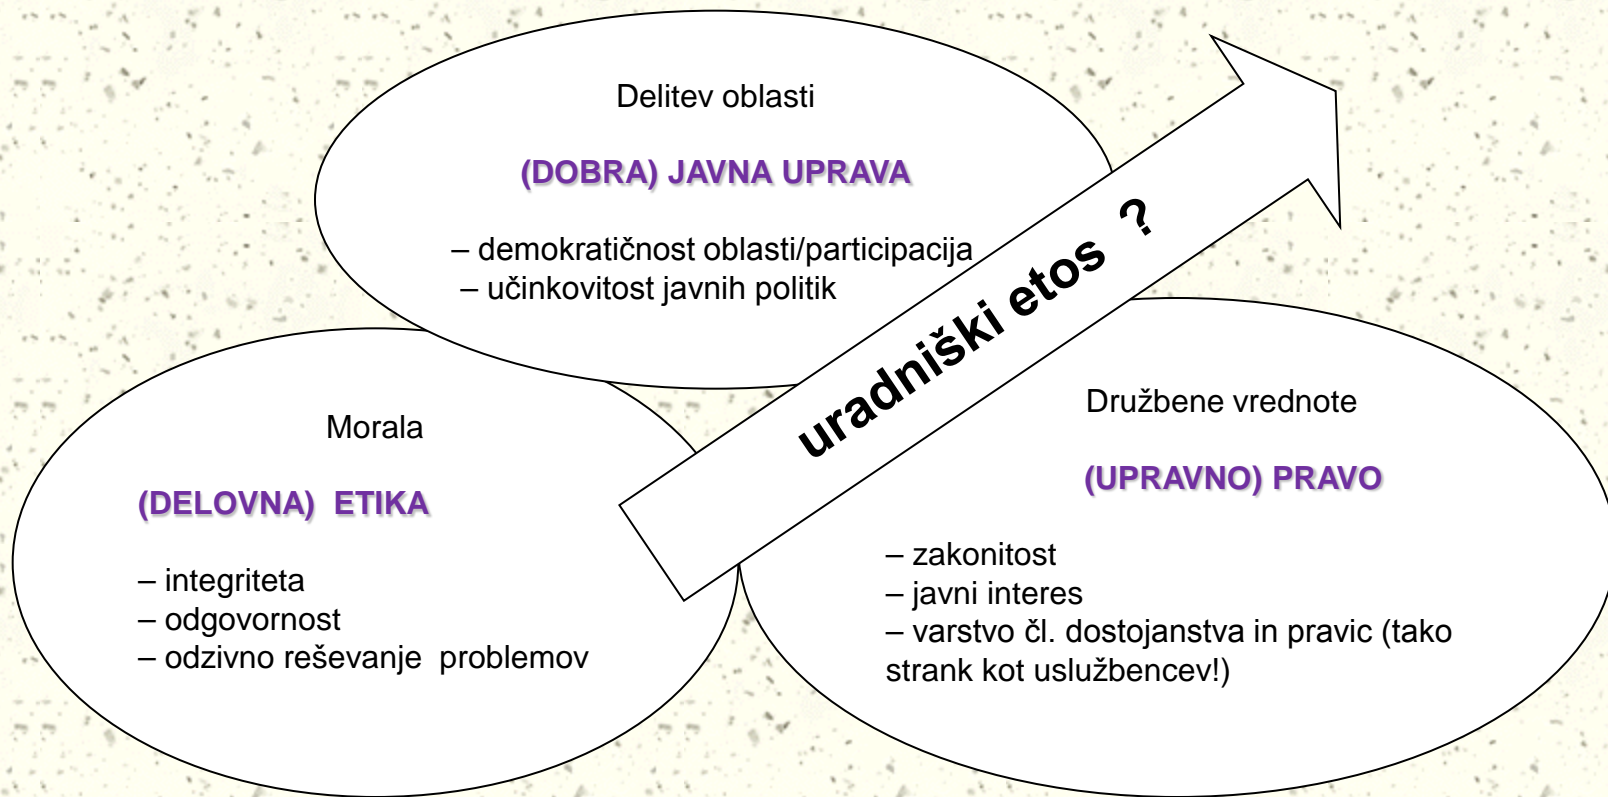 Delitev oblasti
(DOBRA) JAVNA UPRAVA
– demokratičnost oblasti/participacija
– učinkovitost javnih politik
uradniški etos ?
Morala
(DELOVNA) ETIKA
– integriteta
– odgovornost
– odzivno reševanje problemov
Družbene vrednote
(UPRAVNO) PRAVO
– zakonitost
– javni interes
– varstvo čl. dostojanstva in pravic (tako
strank kot uslužbencev!)